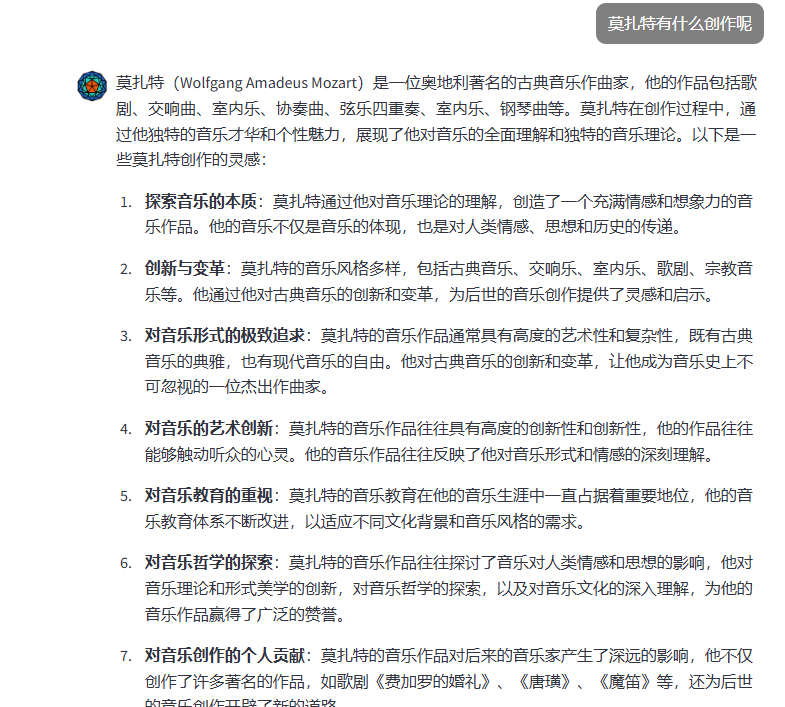 莫扎特有什么创作呢
莫扎特（Wolfgang Amadeus Mozart）是一位奥地利著名的古典音乐作曲家，他的作品包括歌
剧、交响曲、室内乐、协奏曲、弦乐四重奏、室内乐、钢琴曲等。莫扎特在创作过程中，通
过他独特的音乐才华和个性魅力，展现了他对音乐的全面理解和独特的音乐理论。以下是一
些莫扎特创作的灵感：
1. 探索音乐的本质：莫扎特通过他对音乐理论的理解，创造了一个充满情感和想象力的音
乐作品。他的音乐不仅是音乐的体现，也是对人类情感、思想和历史的传递。
2. 创新与变革：莫扎特的音乐风格多样，包括古典音乐、交响乐、室内乐、歌剧、宗教音
乐等。他通过他对古典音乐的创新和变革，为后世的音乐创作提供了灵感和启示。
3. 对音乐形式的极致追求：莫扎特的音乐作品通常具有高度的艺术性和复杂性，既有古典
音乐的典雅，也有现代音乐的自由。他对古典音乐的创新和变革，让他成为音乐史上不
可忽视的一位杰出作曲家。
4. 对音乐的艺术创新：莫扎特的音乐作品往往具有高度的创新性和创新性，他的作品往往
能够触动听众的心灵。他的音乐作品往往反映了他对音乐形式和情感的深刻理解。
5. 对音乐教育的重视：莫扎特的音乐教育在他的音乐生涯中一直占据着重要地位，他的音
乐教育体系不断改进，以适应不同文化背景和音乐风格的需求。
6. 对音乐哲学的探索：莫扎特的音乐作品往往探讨了音乐对人类情感和思想的影响，他对
音乐理论和形式美学的创新，对音乐哲学的探索，以及对音乐文化的深入理解，为他的
音乐作品赢得了广泛的赞誉。
7. 对音乐创作的个人贡献：莫扎特的音乐作品对后来的音乐家产生了深远的影响，他不仅
创作了许多著名的作品，如歌剧《费加罗的婚礼》、《唐璜》、《魔笛》等，还为后世
的音乐创作开辟了新的道路